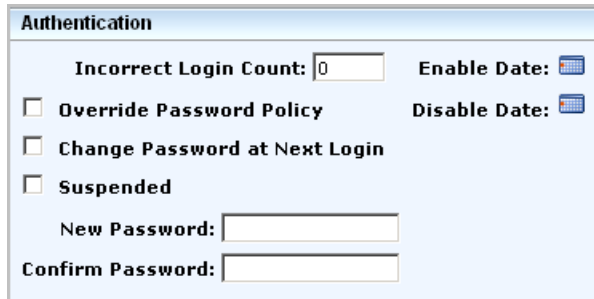 Authentication
Incorrect Login Count: 0 Enable Date:
Override Password Policy Disable Date:
Change Password at Next Login
Suspended
New Password:
Confirm Password: